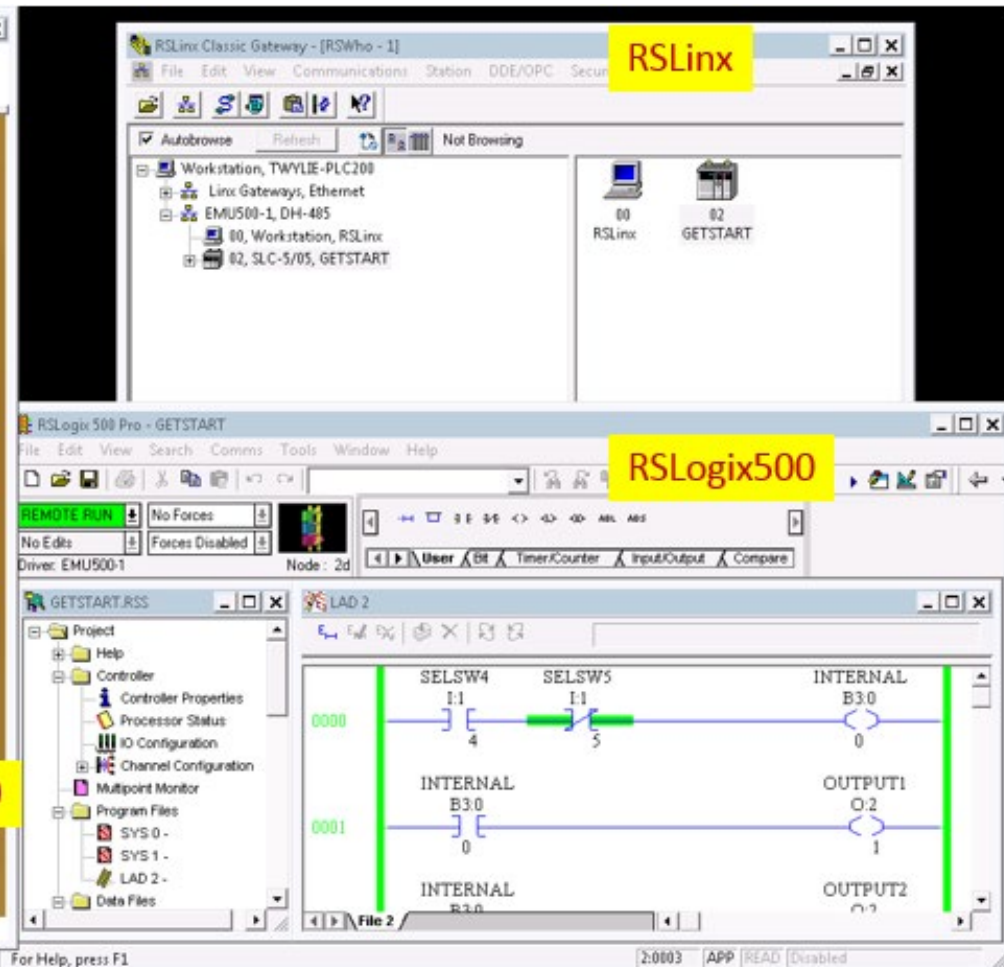 RSLinx Classic Gateway - [RSWho - 1]
RSLinx
File Edit View Communications Station DDE/OPC Secur
Autobrowse Refresh Not Browsing
Workstation, TWYLIE-PLC200
Linx Gateways, Ethernet
EMU500-1, DH-485
00, Workstation, RSLinx
02, SLC-5/05, GETSTART
00
RSLinx
02
GETSTART
RSLogix 500 Pro - GETSTART
File Edit View Search Comms Tools Window Help
RSLogix500
REMOTE RUN No Forces
No Edits Forces Disabled
Driver: EMU500-1 Node : 2d
ABL ABS
User Bit Timer/Counter Input/Output Compare
GETSTART.RSS
Project
Help
Controller
Controller Properties
Processor Status
IO Configuration
Channel Configuration
Multipoint Monitor
Program Files
SYS 0 -
SYS 1 -
LAD 2 -
Data Files
LAD 2
SELSW4 SELSW5 INTERNAL
I:1 I:1 B3:0
0000
4 5 0
INTERNAL OUTPUT1
B3:0 O:2
0001
0 1
INTERNAL OUTPUT2
B3:0 O:2
File 2
For Help, press F1
2:0003 APP READ Disabled